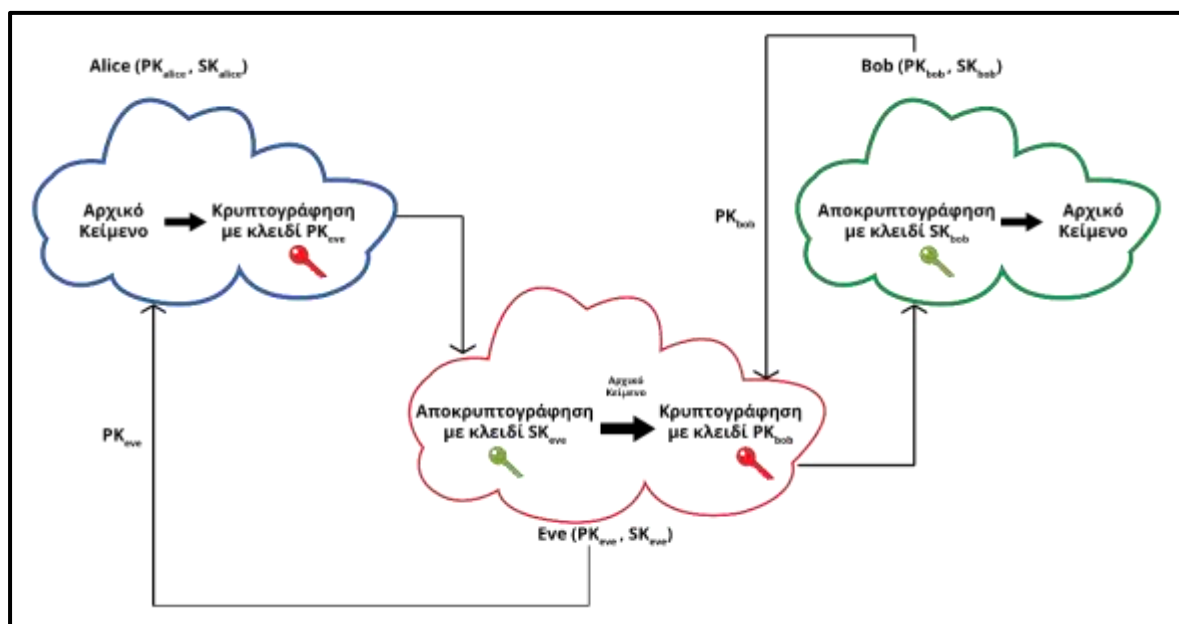 Alice (PKalice , SKalice)
Αρχικό
Κείμενο
Κρυπτογράφηση
με κλειδί PKeve
Bob (PKbob , SKbob)
PKbob
Αποκρυπτογράφηση
με κλειδί SKbob
Αρχικό
Κείμενο
PKeve
Αποκρυπτογράφηση
με κλειδί SKeve
Αρχικό
Κείμενο
Κρυπτογράφηση
με κλειδί PKbob
Eve (PKeve , SKeve)